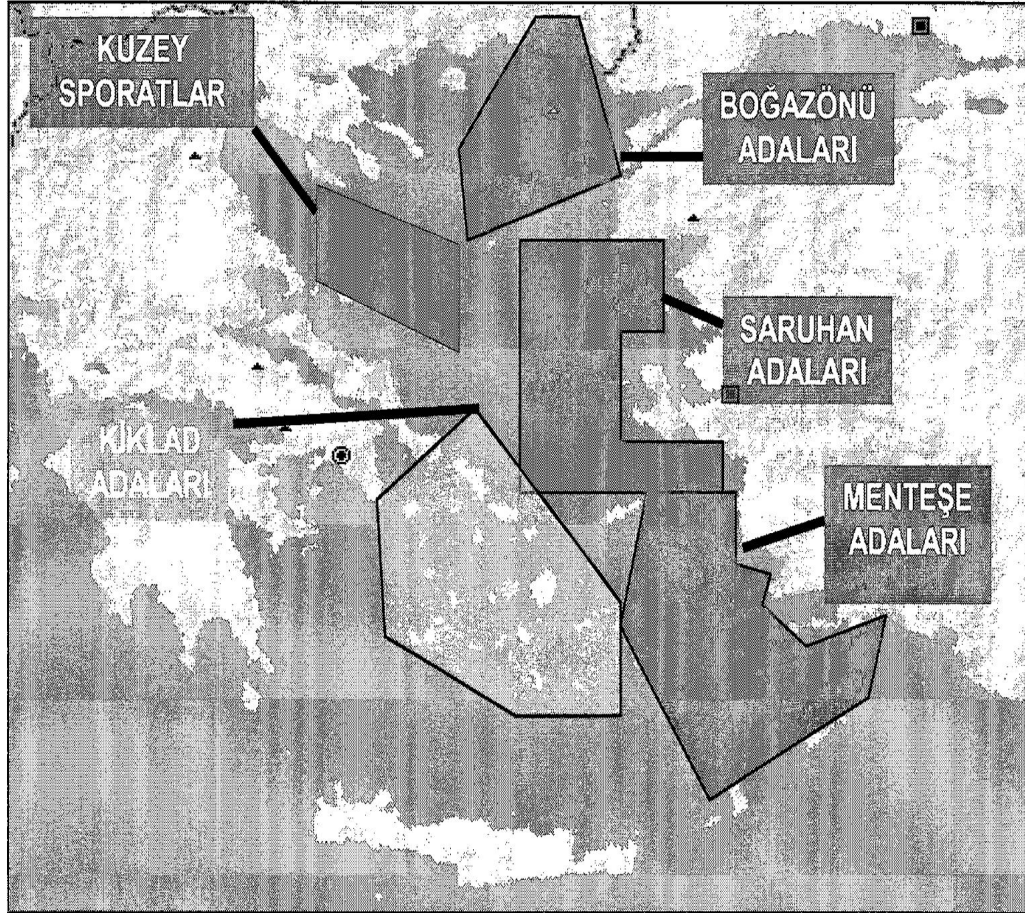 KUZEY
SPORATLAR
BOĞAZÖNÜ
ADALARI
SARUHAN
ADALARI
KİKLAD
ADALARI
MENTEŞE
ADALARI